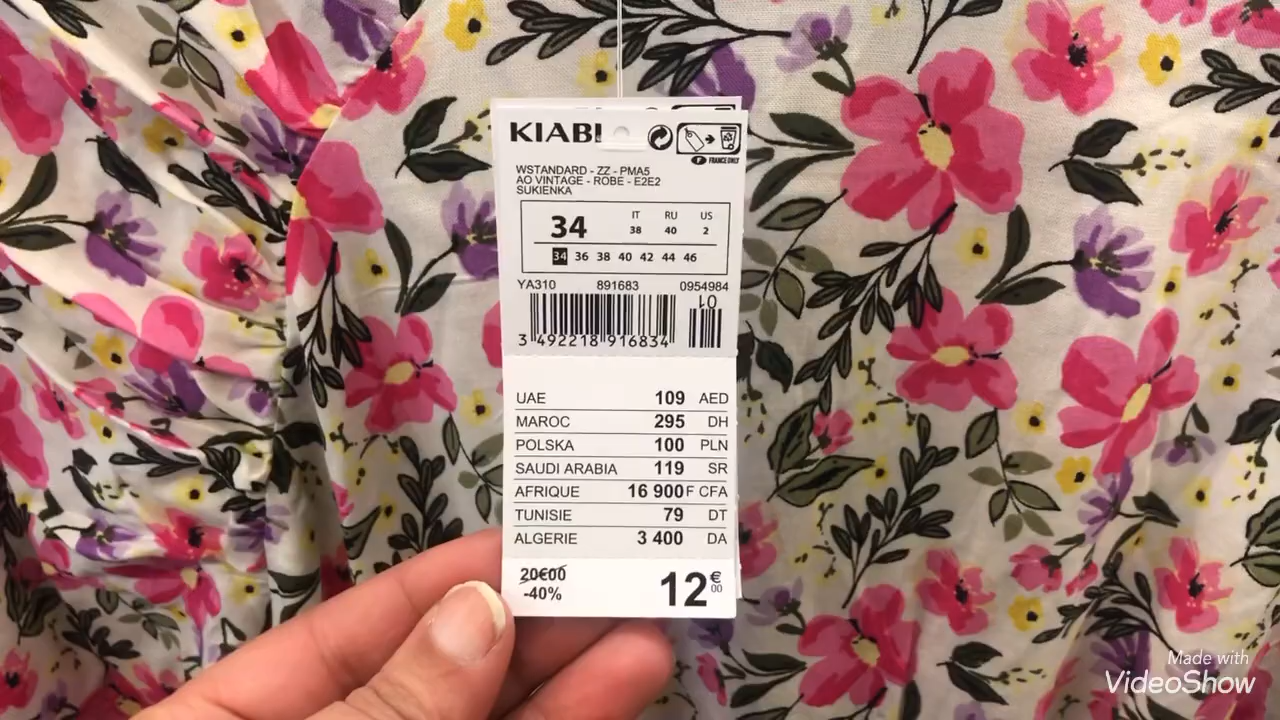 KIABI
FRANCE ONLY
WSTANDARD - ZZ - PMA5
AO VINTAGE - ROBE - E2E2
SUKIENKA
34 IT 38 RU 40 US 2
34 36 38 40 42 44 46
YA310 891683 0954984
01
3 492218 916834
UAE 109 AED
MAROC 295 DH
POLSKA 100 PLN
SAUDI ARABIA 119 SR
AFRIQUE 16 900 F CFA
TUNISIE 79 DT
ALGERIE 3 400 DA
20€00
-40%
12€00
Made with
VideoShow